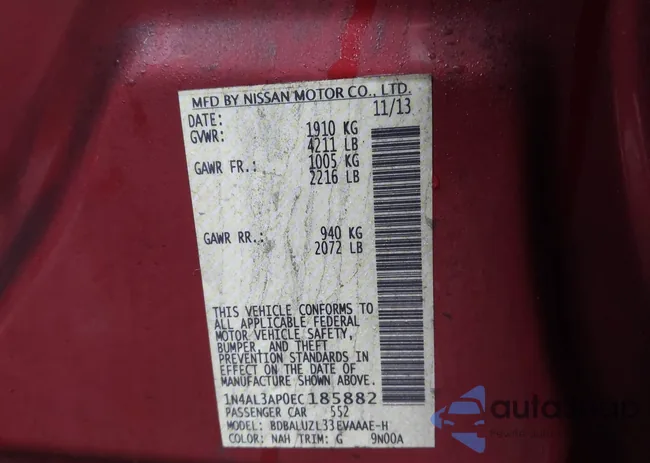 MFD BY NISSAN MOTOR CO., LTD.
DATE: 11/13
GVWR: 1910 KG
4211 LB
GAWR FR.: 1005 KG
2216 LB
GAWR RR.: 940 KG
2072 LB
THIS VEHICLE CONFORMS TO
ALL APPLICABLE FEDERAL
MOTOR VEHICLE SAFETY,
BUMPER, AND THEFT
PREVENTION STANDARDS IN
EFFECT ON THE DATE OF
MANUFACTURE SHOWN ABOVE.
1N4AL3AP0EC185882
PASSENGER CAR 552
MODEL: BDBALUZL33EVAAAE-H
COLOR: NAH TRIM: G 9N00A